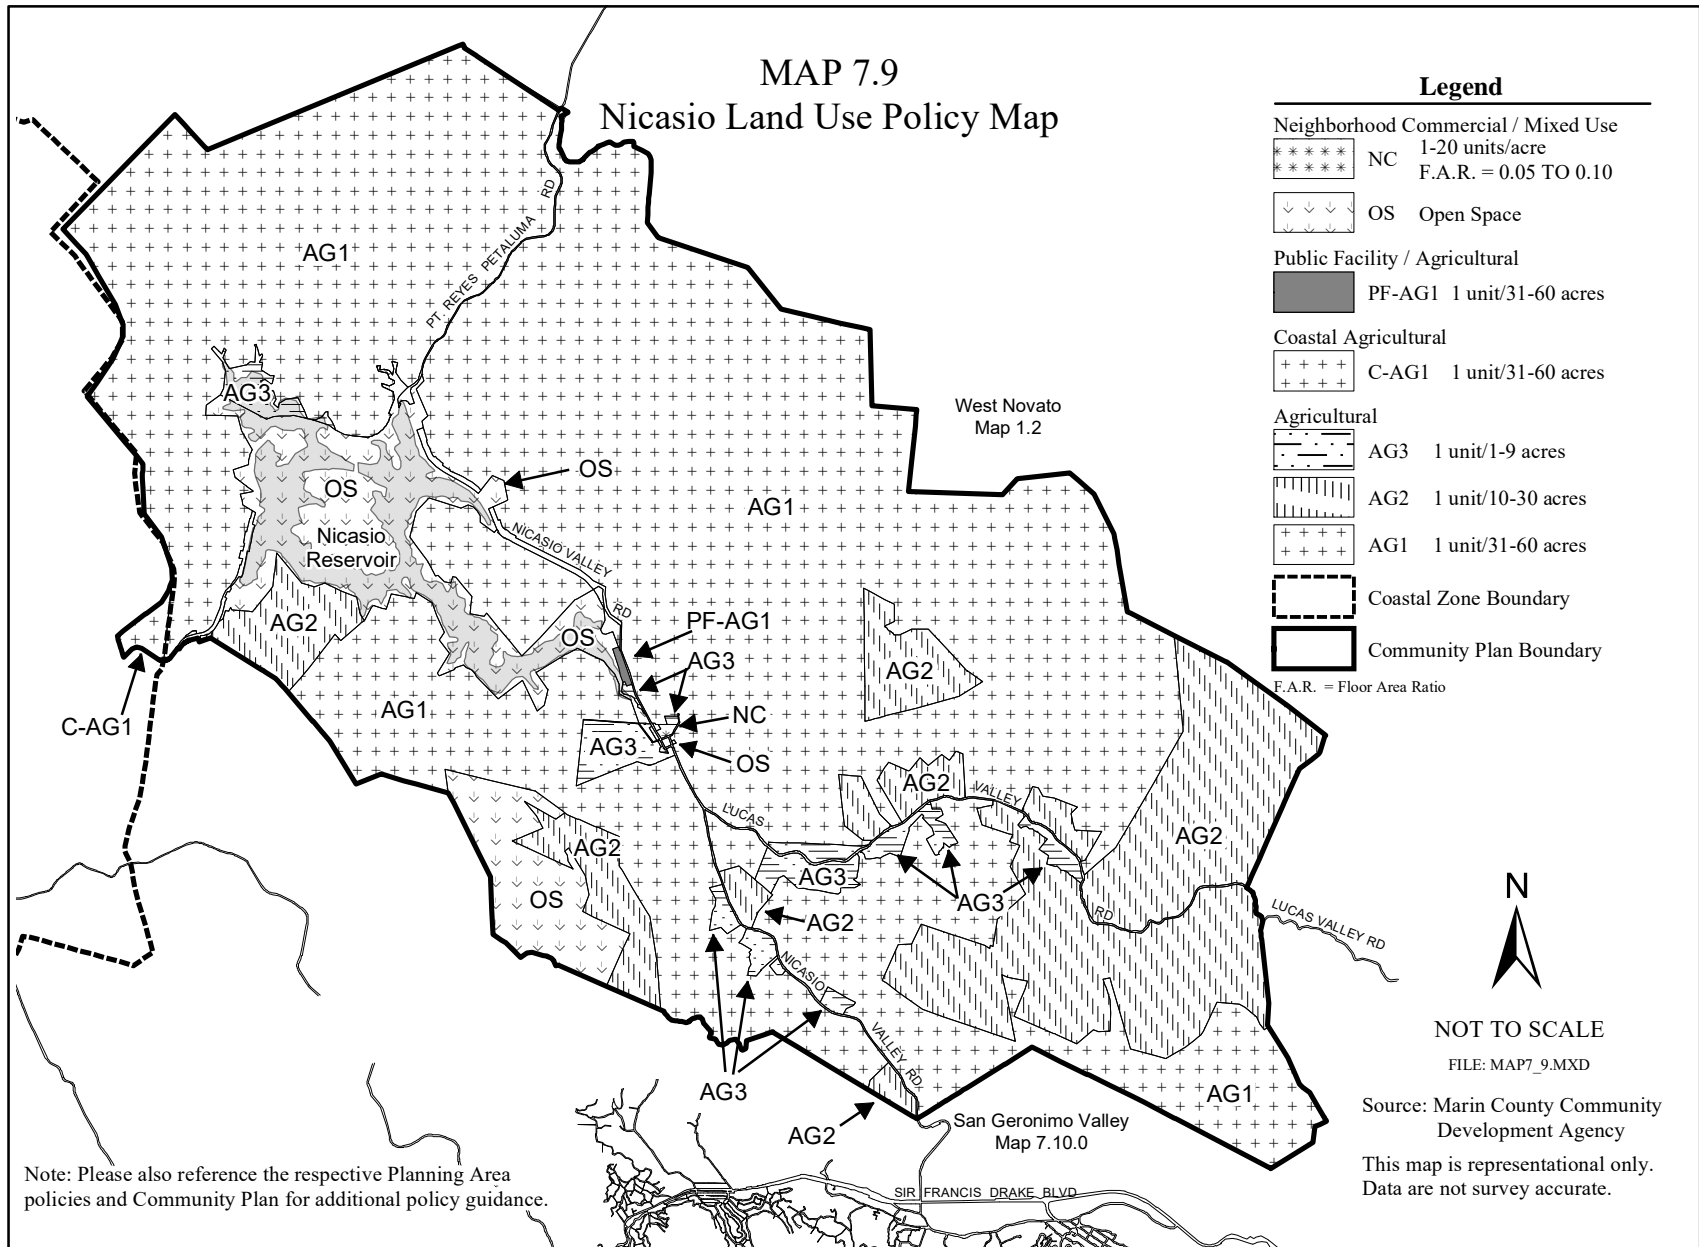 MAP 7.9
Nicasio Land Use Policy Map
Legend
Neighborhood Commercial / Mixed Use
NC 1-20 units/acre
F.A.R. = 0.05 TO 0.10
OS Open Space
Public Facility / Agricultural
PF-AG1 1 unit/31-60 acres
Coastal Agricultural
C-AG1 1 unit/31-60 acres
Agricultural
AG3 1 unit/1-9 acres
AG2 1 unit/10-30 acres
AG1 1 unit/31-60 acres
Coastal Zone Boundary
Community Plan Boundary
F.A.R. = Floor Area Ratio
AG1
PT. REYES PETALUMA RD
AG3
West Novato
Map 1.2
OS
OS
AG1
Nicasio
Reservoir
NICASIO VALLEY
RD
AG2
PF-AG1
OS
AG3
AG2
AG1
NC
C-AG1
AG3
OS
AG2
LUCAS
VALLEY
AG2
AG2
AG3
OS
AG3
AG2
RD
LUCAS VALLEY RD
NICASIO
VALLEY RD
AG3
AG1
AG2
San Geronimo Valley
Map 7.10.0
SIR FRANCIS DRAKE BLVD
N
NOT TO SCALE
FILE: MAP7_9.MXD
Source: Marin County Community
Development Agency
This map is representational only.
Data are not survey accurate.
Note: Please also reference the respective Planning Area
policies and Community Plan for additional policy guidance.